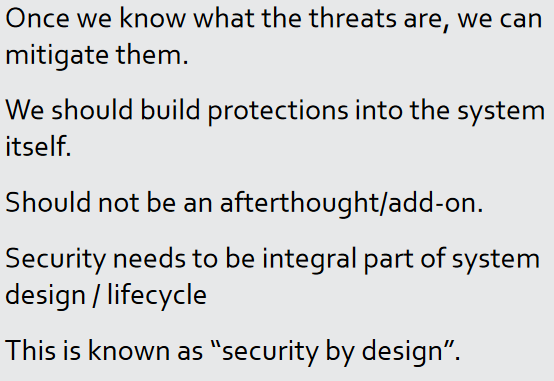 Once we know what the threats are, we can
mitigate them.
We should build protections into the system
itself.
Should not be an afterthought/add-on.
Security needs to be integral part of system
design / lifecycle
This is known as “security by design”.